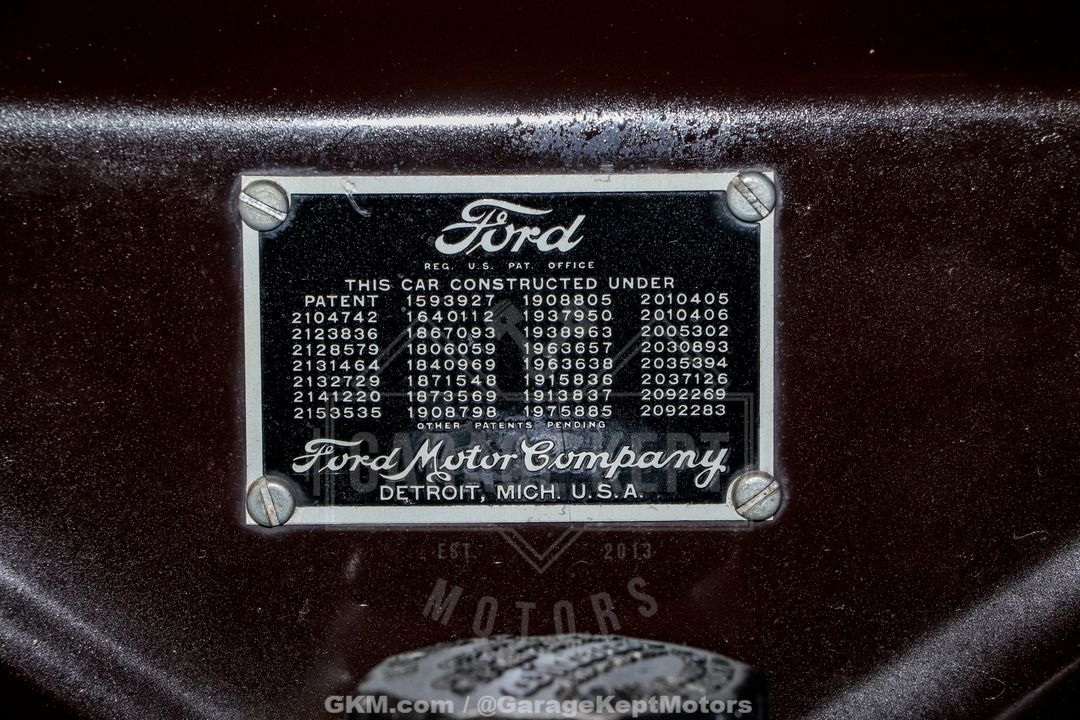 Ford
REG. U.S. PAT. OFFICE
THIS CAR CONSTRUCTED UNDER
PATENT 1593927 1908805 2010405
2104742 1640112 1937950 2010406
2123836 1867093 1938963 2005302
2128579 1806059 1963657 2030893
2131464 1840969 1963638 2035394
2132729 1871548 1915836 2037126
2141220 1873569 1913837 2092269
2153535 1908798 1975885 2092283
OTHER PATENTS PENDING
Ford Motor Company
DETROIT, MICH. U.S.A.
GARAGE KEPT
EST. 2013
MOTORS
GKM.com / @GarageKeptMotors